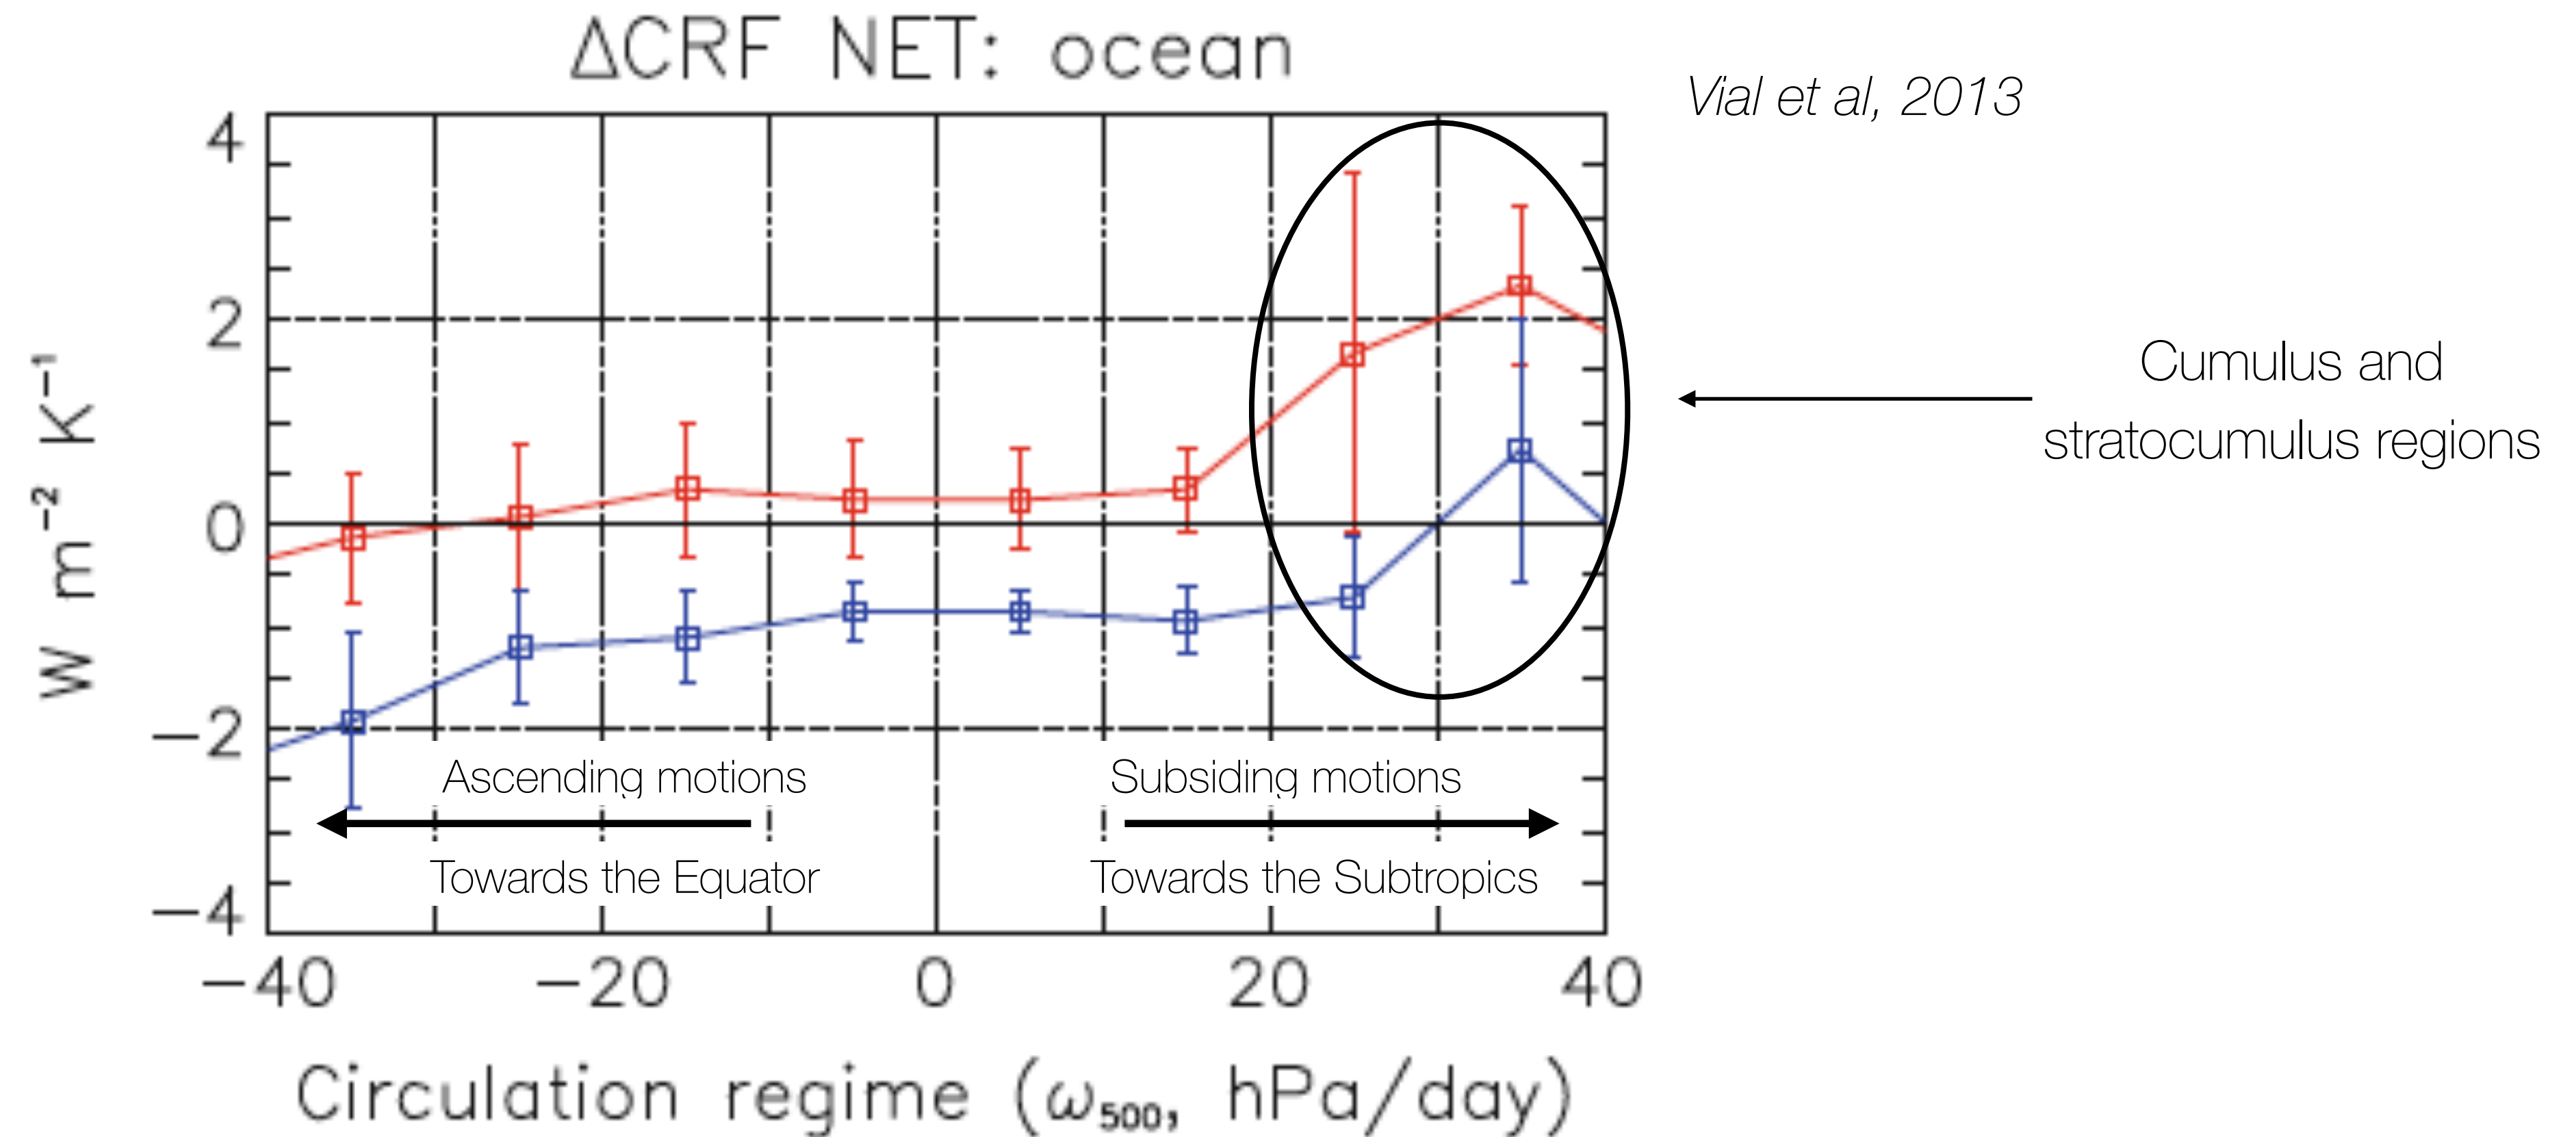 ΔCRF NET: ocean
Vial et al, 2013
4
2
0
−2
−4
W m⁻² K⁻¹
Cumulus and
stratocumulus regions
Ascending motions
Subsiding motions
Towards the Equator
Towards the Subtropics
−40 −20 0 20 40
Circulation regime (ω₅₀₀, hPa/day)